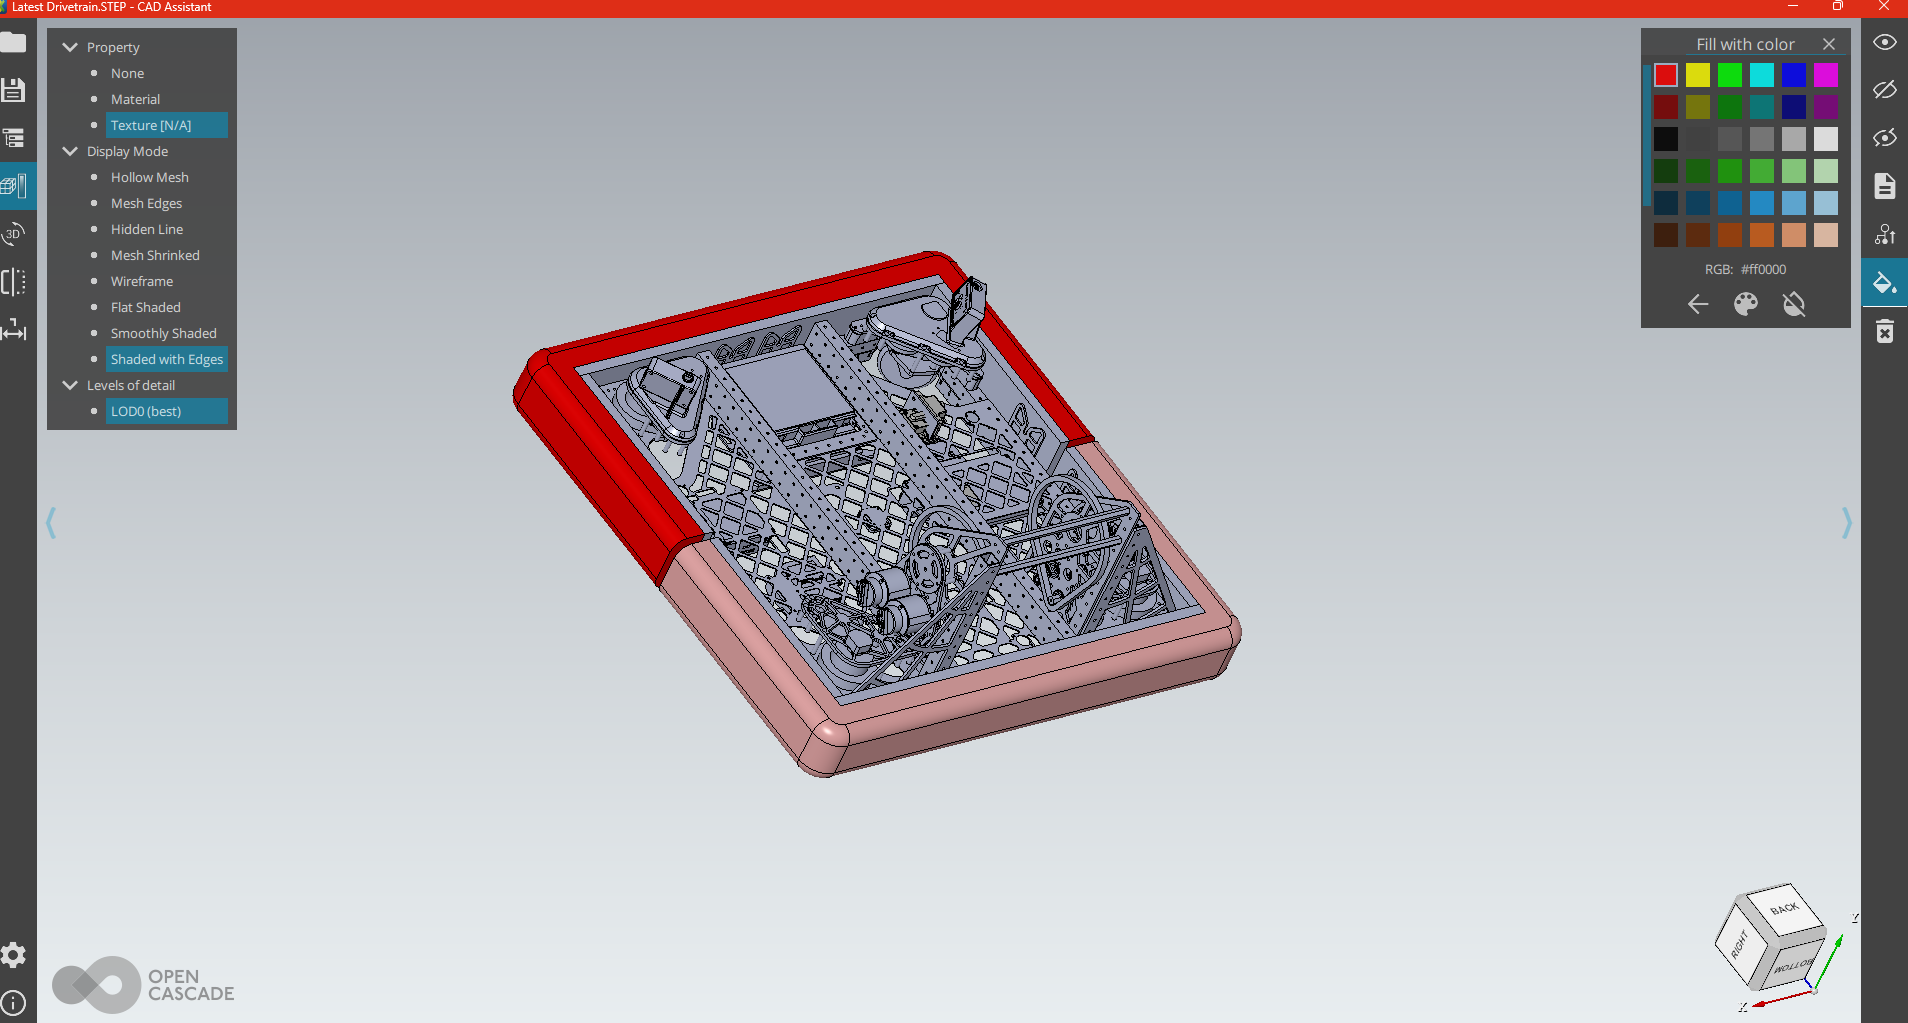 Latest Drivetrain.STEP - CAD Assistant
Property
None
Material
Texture [N/A]
Display Mode
Hollow Mesh
Mesh Edges
Hidden Line
Mesh Shrinked
Wireframe
Flat Shaded
Smoothly Shaded
Shaded with Edges
Levels of detail
LOD0 (best)
3D
Fill with color
RGB: #ff0000
OPEN
CASCADE
BACK
RIGHT
BOTTOM
Y
X